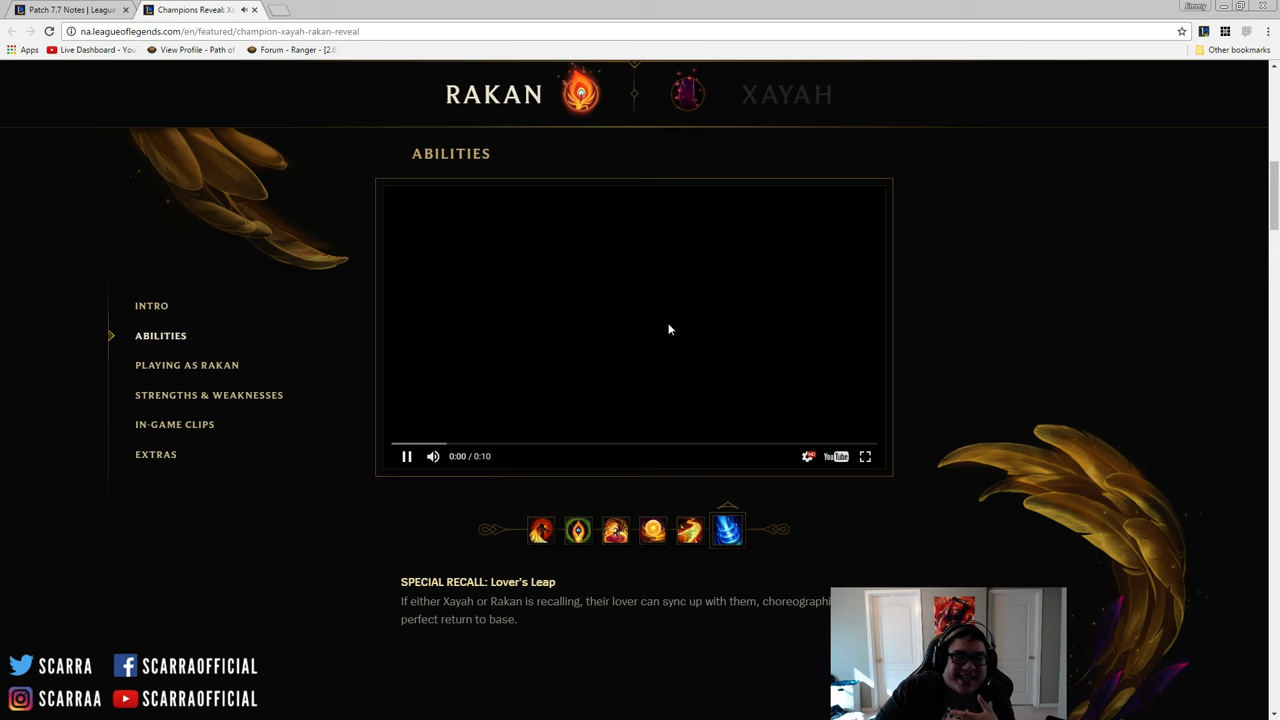 Patch 7.7 Notes | League
Champions Reveal: Xa
Jimmy
na.leagueoflegends.com/en/featured/champion-xayah-rakan-reveal
Apps
Live Dashboard - You
View Profile - Path of
Forum - Ranger - [2.6
Other bookmarks
RAKAN
XAYAH
ABILITIES
INTRO
ABILITIES
PLAYING AS RAKAN
STRENGTHS & WEAKNESSES
IN-GAME CLIPS
EXTRAS
0:00 / 0:10
HD
YouTube
SPECIAL RECALL: Lover's Leap
If either Xayah or Rakan is recalling, their lover can sync up with them, choreographi
perfect return to base.
SCARRA
SCARRAOFFICIAL
SCARRAA
SCARRAOFFICIAL